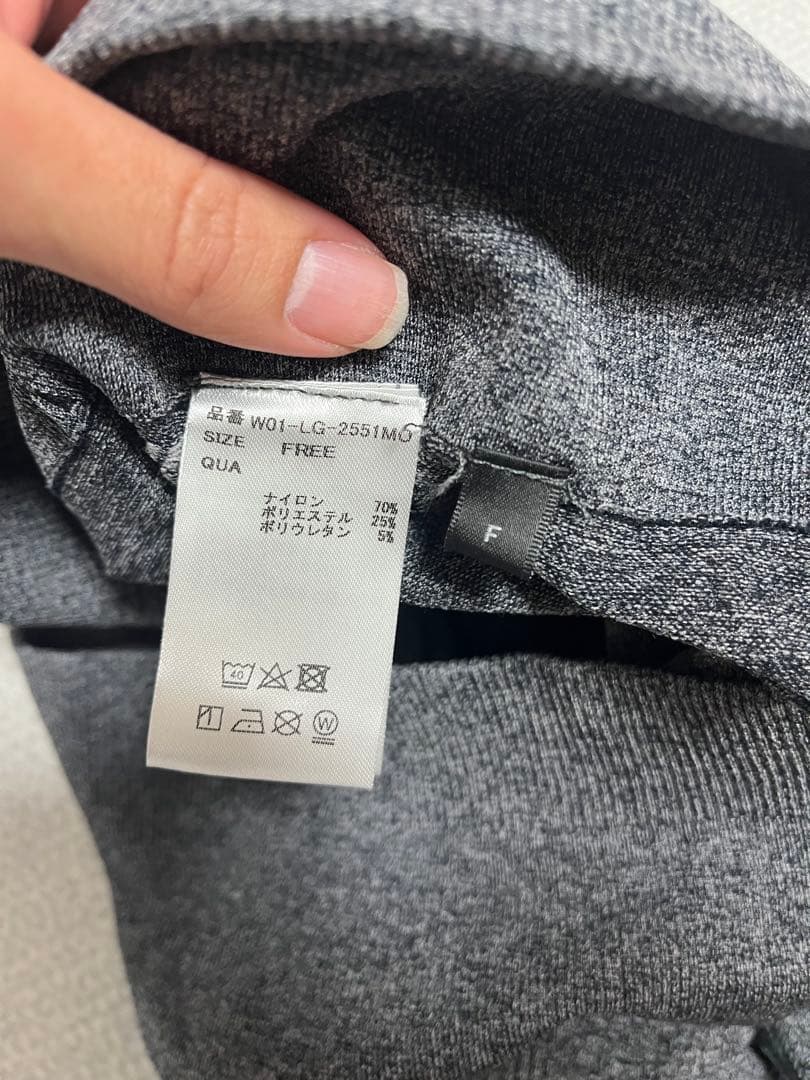 品番 W01-LG-2551MO
SIZE FREE
QUA
ナイロン 70%
ポリエステル 25%
ポリウレタン 5%
40
W
F